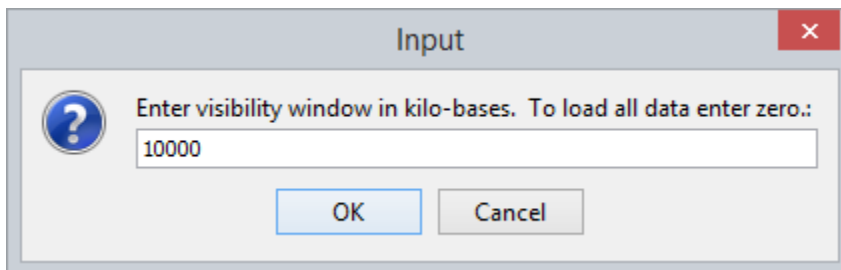 Input
Enter visibility window in kilo-bases.  To load all data enter zero.:
10000
OK
Cancel